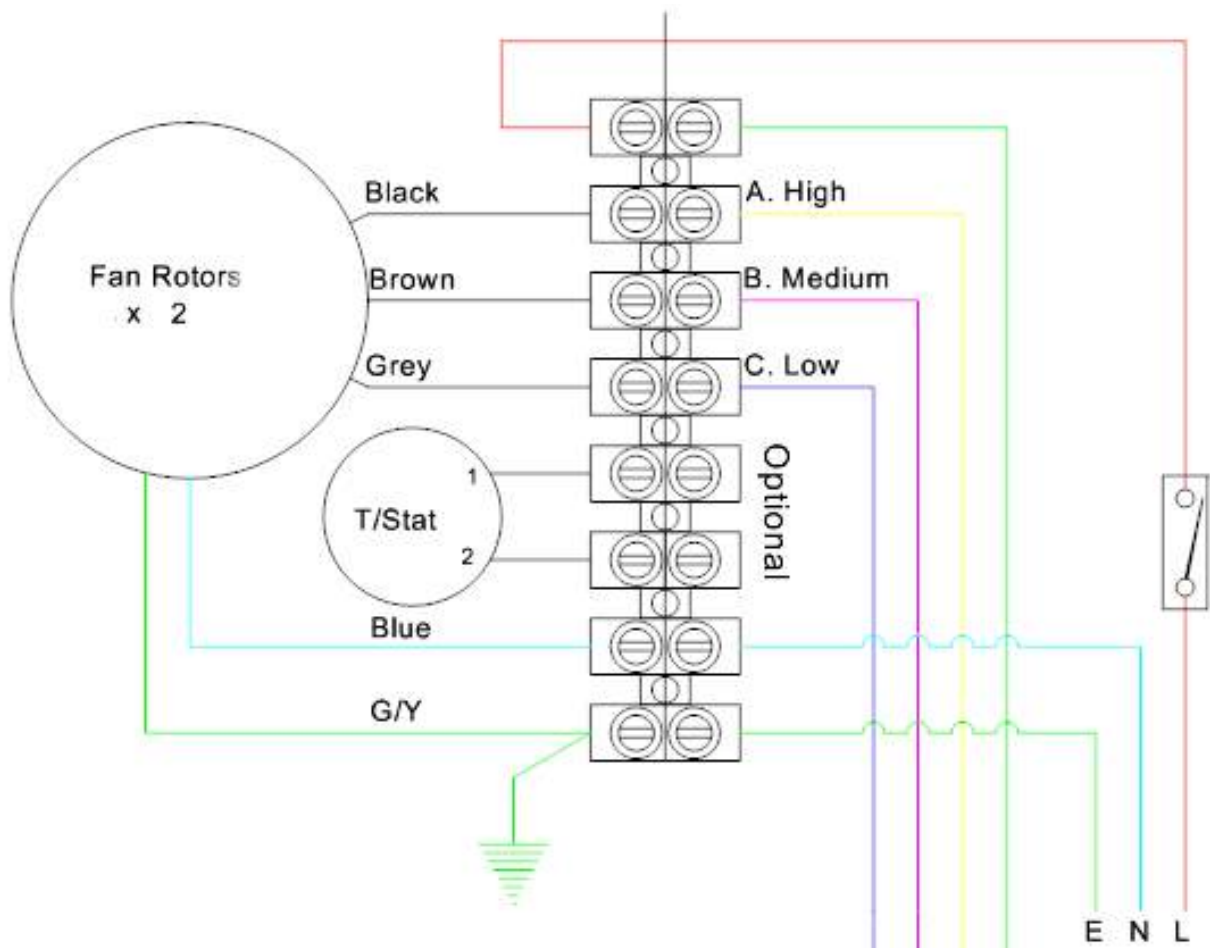 Black
A. High
Fan Rotors
x 2
Brown
B. Medium
Grey
C. Low
1
T/Stat
2
Optional
Blue
G/Y
E N L